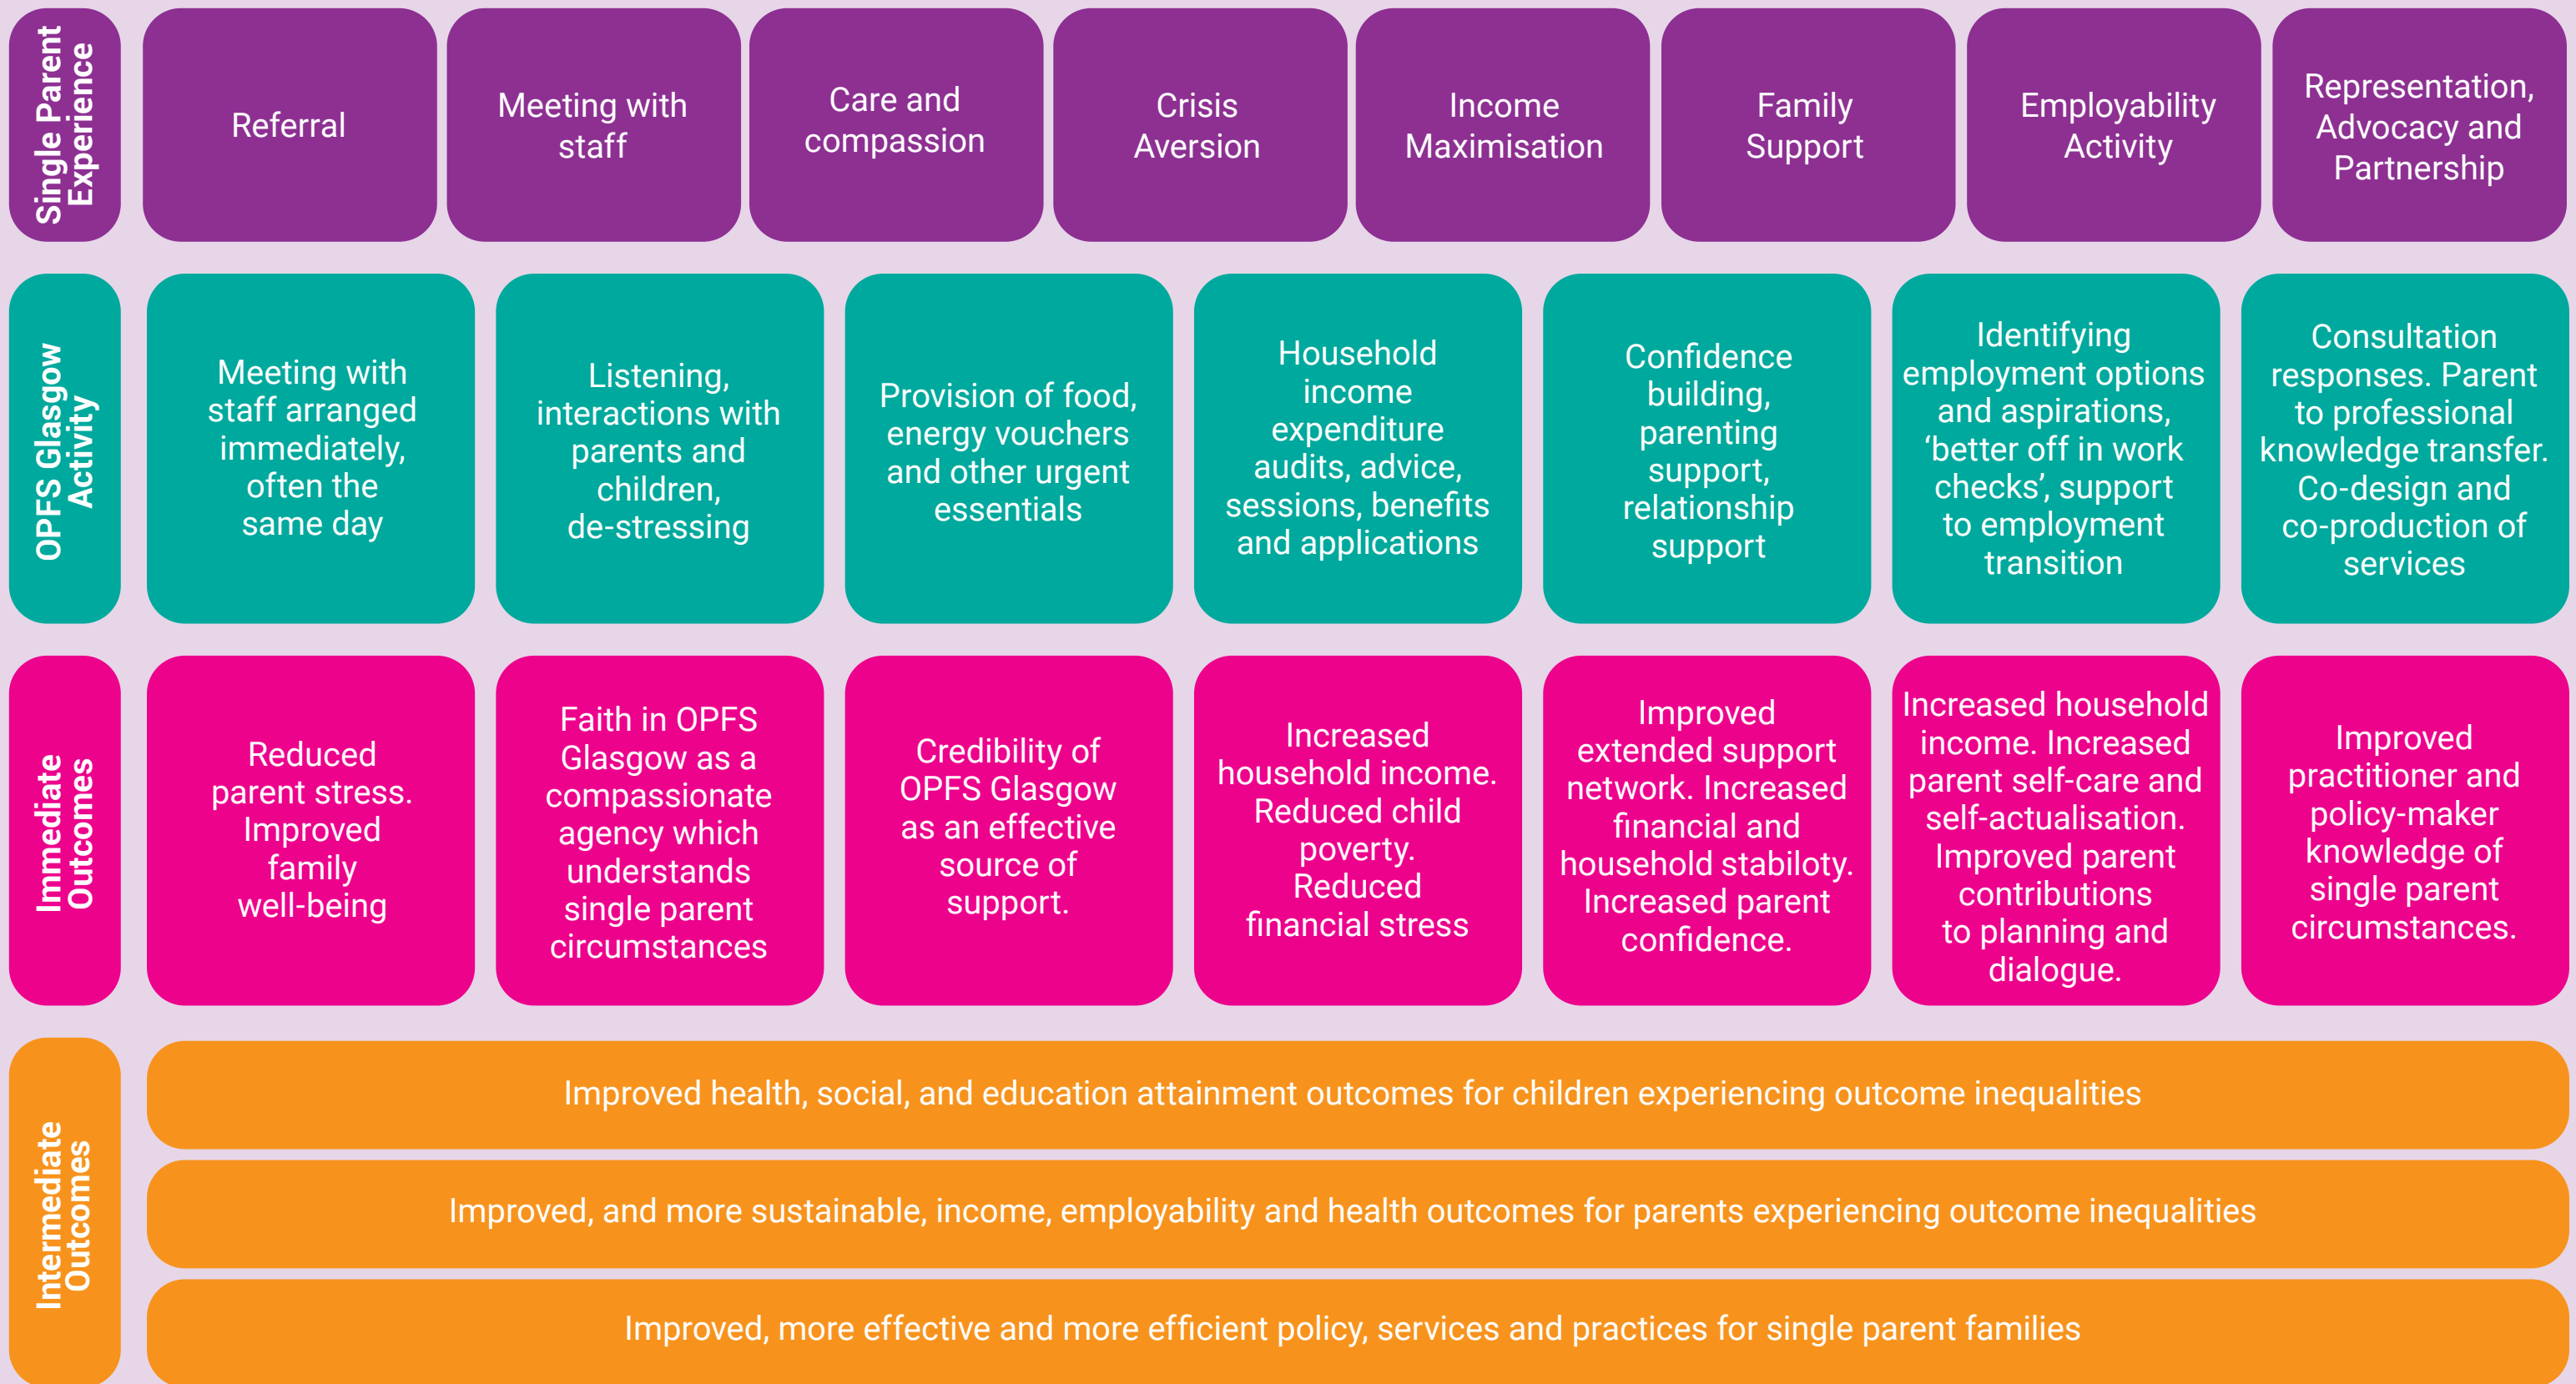 Single Parent
Experience
Referral
Meeting with
staff
Care and
compassion
Crisis
Aversion
Income
Maximisation
Family
Support
Employability
Activity
Representation,
Advocacy and
Partnership
OPFS Glasgow
Activity
Meeting with
staff arranged
immediately,
often the
same day
Listening,
interactions with
parents and
children,
de-stressing
Provision of food,
energy vouchers
and other urgent
essentials
Household
income
expenditure
audits, advice,
sessions, benefits
and applications
Confidence
building,
parenting
support,
relationship
support
Identifying
employment options
and aspirations,
‘better off in work
checks’, support
to employment
transition
Consultation
responses. Parent
to professional
knowledge transfer.
Co-design and
co-production of
services
Immediate
Outcomes
Reduced
parent stress.
Improved
family
well-being
Faith in OPFS
Glasgow as a
compassionate
agency which
understands
single parent
circumstances
Credibility of
OPFS Glasgow
as an effective
source of
support.
Increased
household income.
Reduced child
poverty.
Reduced
financial stress
Improved
extended support
network. Increased
financial and
household stabiloty.
Increased parent
confidence.
Increased household
income. Increased
parent self-care and
self-actualisation.
Improved parent
contributions
to planning and
dialogue.
Improved
practitioner and
policy-maker
knowledge of
single parent
circumstances.
Intermediate
Outcomes
Improved health, social, and education attainment outcomes for children experiencing outcome inequalities
Improved, and more sustainable, income, employability and health outcomes for parents experiencing outcome inequalities
Improved, more effective and more efficient policy, services and practices for single parent families